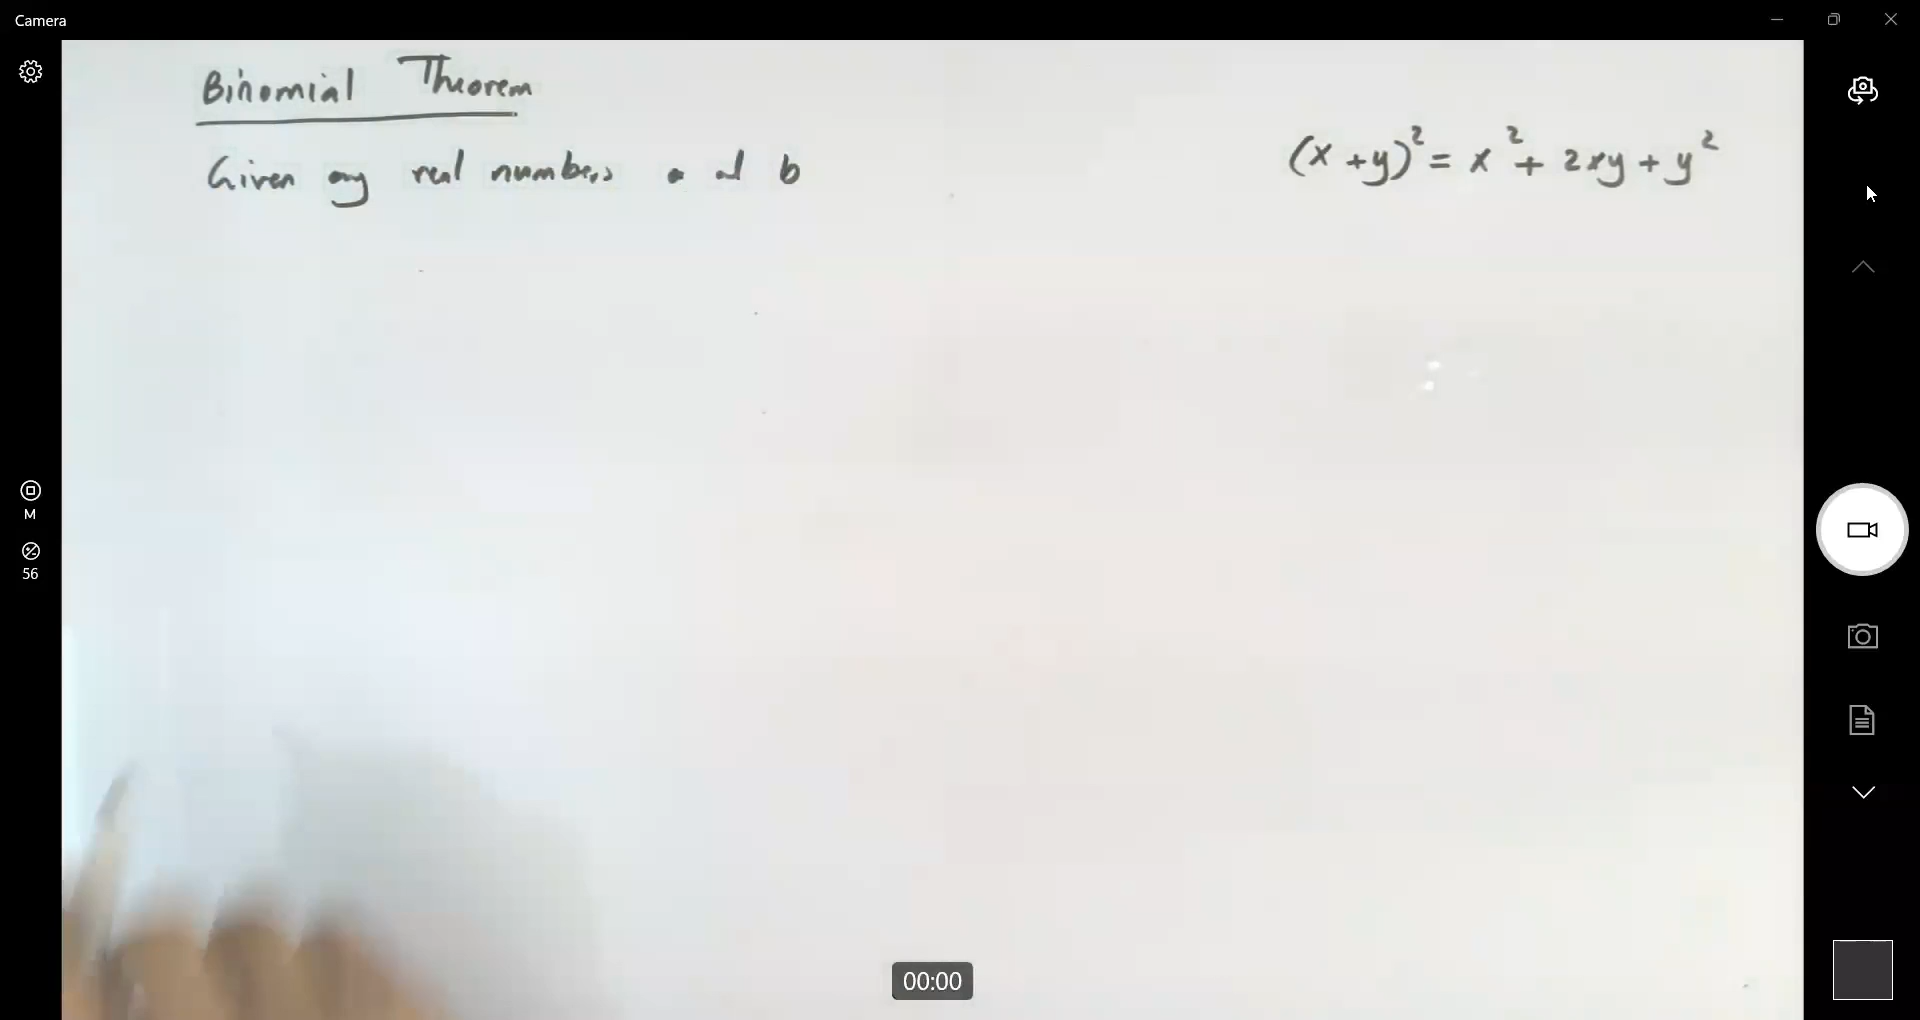 Camera
Binomial Theorem
(x+y)² = x² + 2xy + y²
Given any real numbers a and b
M
56
00:00